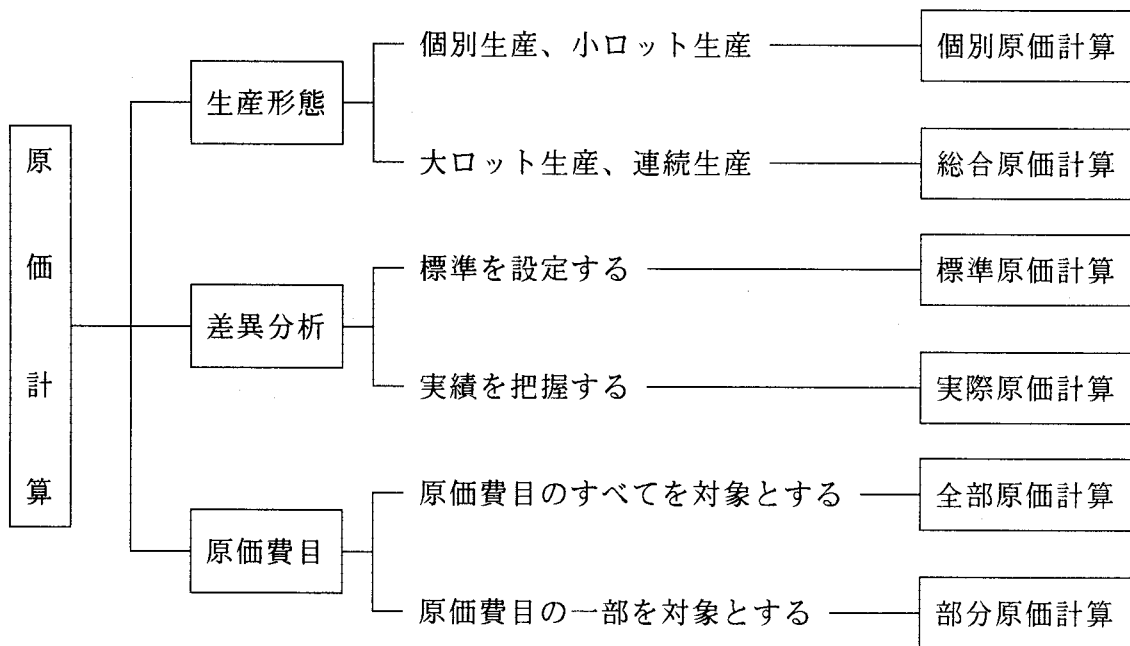 原価計算
生産形態
個別生産、小ロット生産
個別原価計算
大ロット生産、連続生産
総合原価計算
差異分析
標準を設定する
標準原価計算
実績を把握する
実際原価計算
原価費目
原価費目のすべてを対象とする
全部原価計算
原価費目の一部を対象とする
部分原価計算